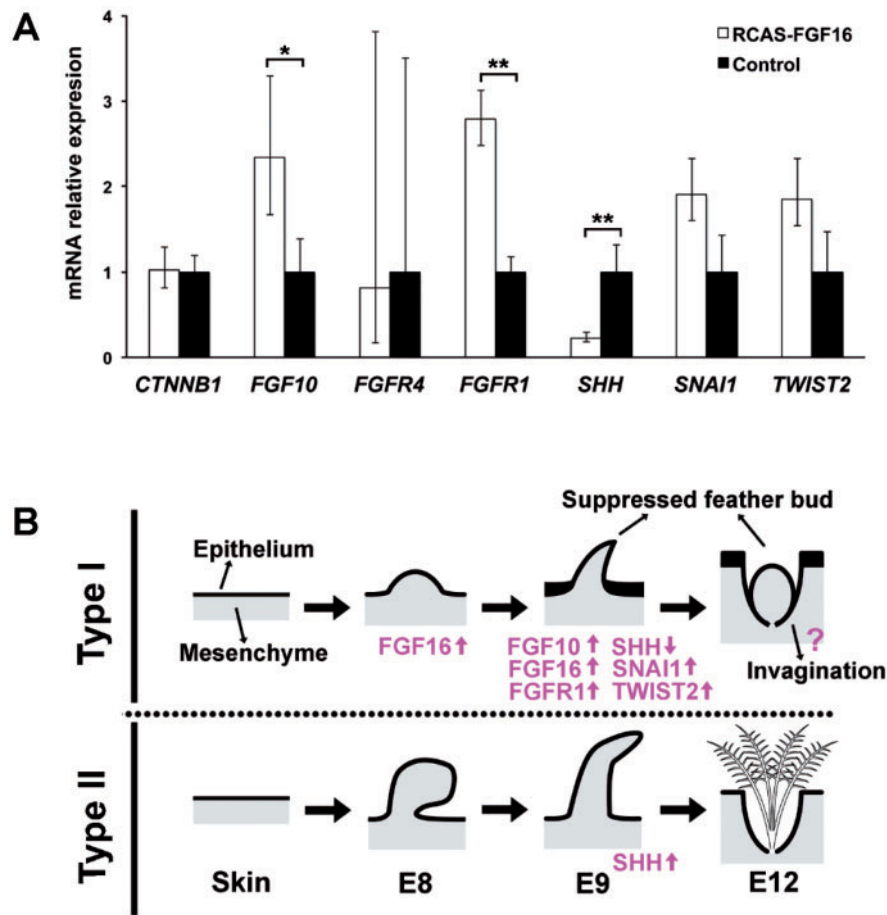 A
mRNA relative expresion
4
3
2
1
0
* ** **
RCAS-FGF16
Control
CTNNB1 FGF10 FGFR4 FGFR1 SHH SNAI1 TWIST2
B
Type I
Epithelium
Mesenchyme
Suppressed feather bud
FGF16↑
FGF10↑ SHH↓
FGF16↑ SNAI1↑
FGFR1↑ TWIST2↑
?
Invagination
Type II
SHH↑
Skin E8 E9 E12